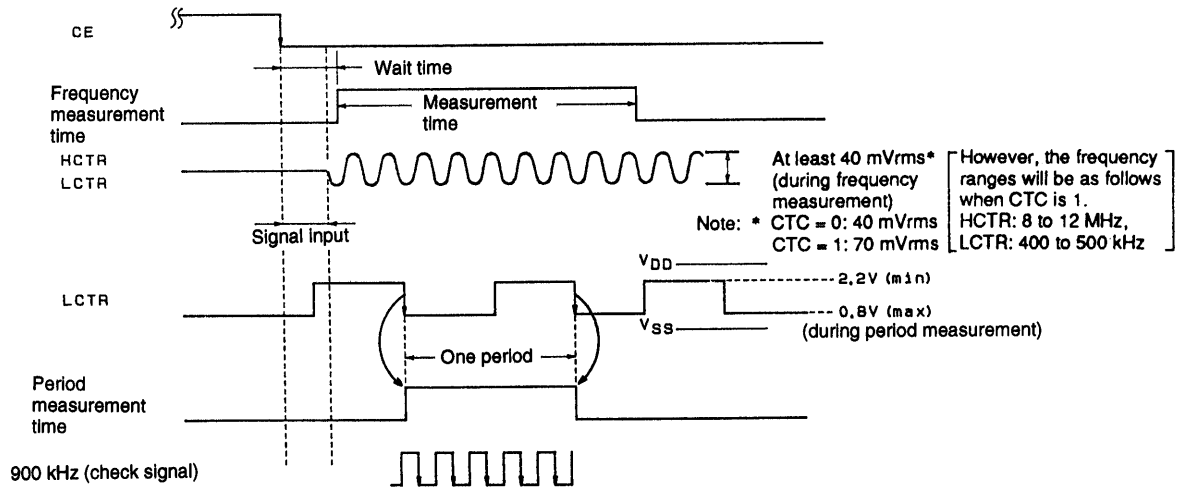 CE
Wait time
Frequency
measurement
time
Measurement
time
HCTR
LCTR
At least 40 mVrms*
(during frequency
measurement)
Note: * CTC = 0: 40 mVrms
CTC = 1: 70 mVrms
However, the frequency
ranges will be as follows
when CTC is 1.
HCTR: 8 to 12 MHz,
LCTR: 400 to 500 kHz
Signal input
LCTR
VDD
2.2V (min)
0.8V (max)
VSS
(during period measurement)
One period
Period
measurement
time
900 kHz (check signal)